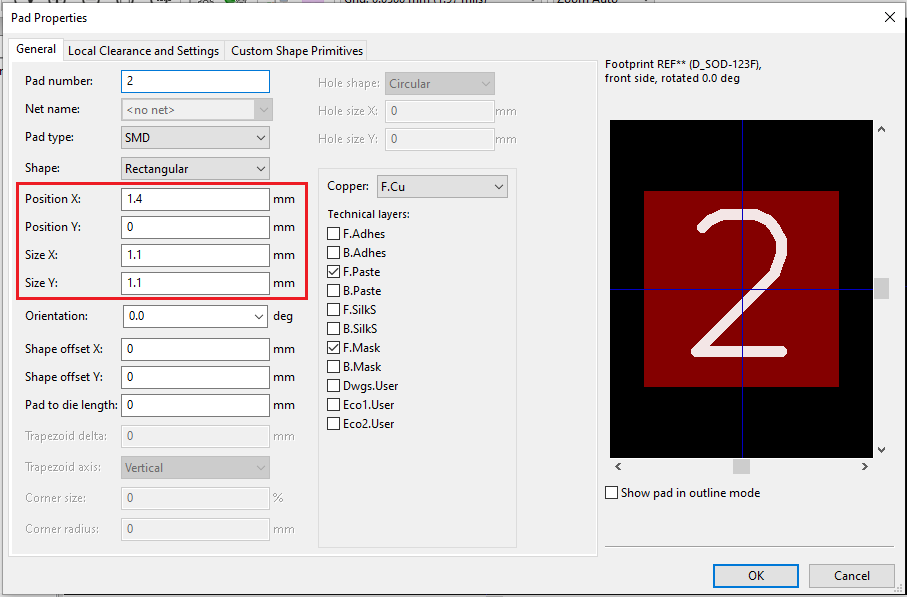 Pad Properties
General
Local Clearance and Settings
Custom Shape Primitives
Pad number: 2
Net name: <no net>
Pad type: SMD
Shape: Rectangular
Position X: 1.4 mm
Position Y: 0 mm
Size X: 1.1 mm
Size Y: 1.1 mm
Orientation: 0.0 deg
Shape offset X: 0 mm
Shape offset Y: 0 mm
Pad to die length: 0 mm
Trapezoid delta: 0 mm
Trapezoid axis: Vertical
Corner size: 0 %
Corner radius: 0 mm
Hole shape: Circular
Hole size X: 0 mm
Hole size Y: 0 mm
Copper: F.Cu
Technical layers:
F.Adhes
B.Adhes
F.Paste
B.Paste
F.SilkS
B.SilkS
F.Mask
B.Mask
Dwgs.User
Eco1.User
Eco2.User
Footprint REF** (D_SOD-123F),
front side, rotated 0.0 deg
2
Show pad in outline mode
OK
Cancel